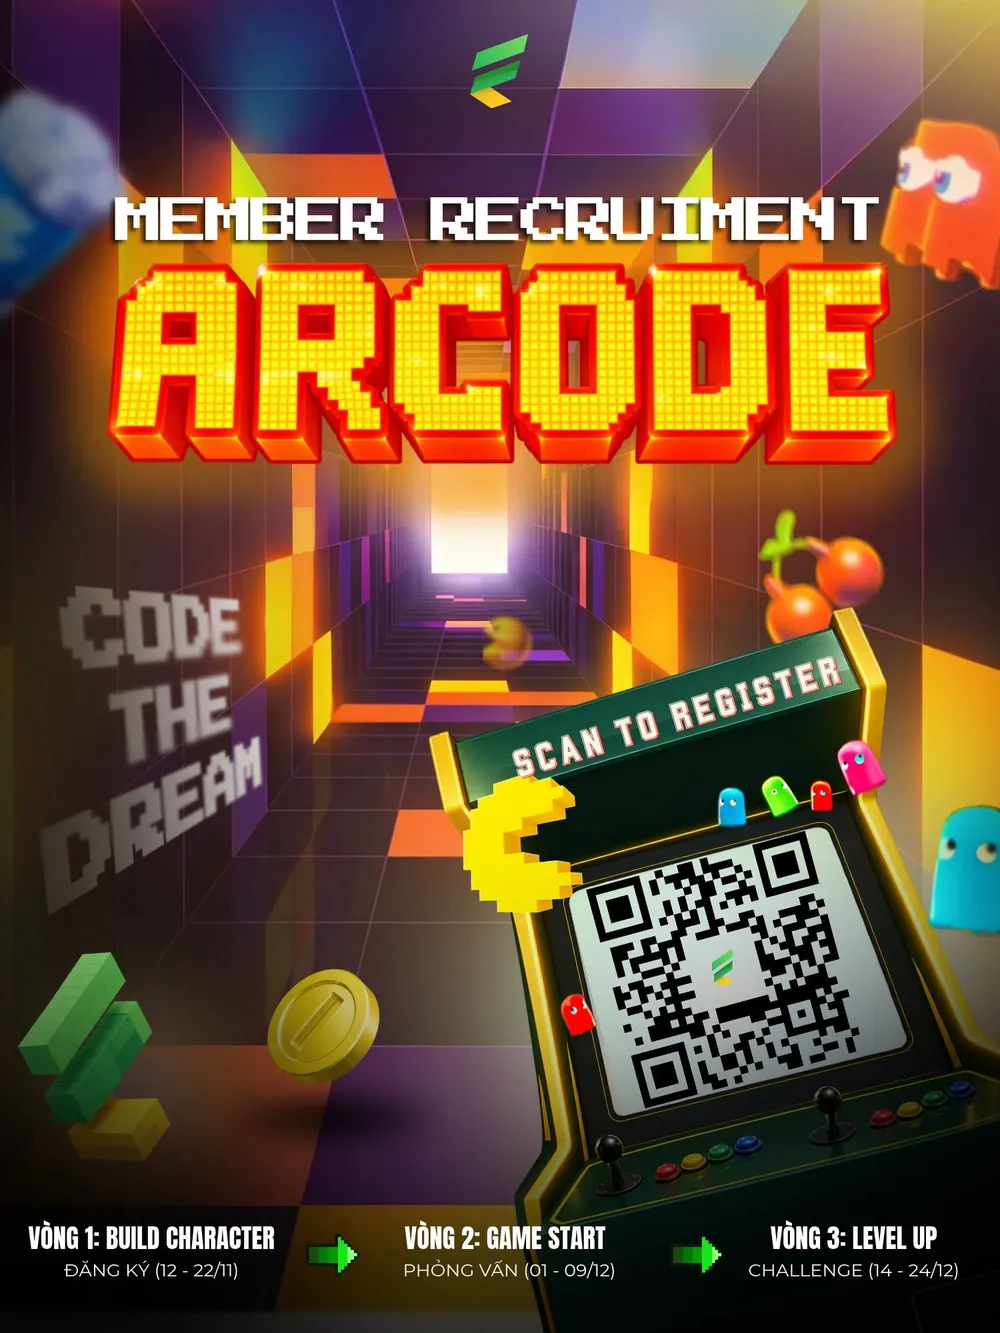 MEMBER RECRUIMENT
ARCODE
CODE
THE
DREAM
SCAN TO REGISTER
VÒNG 1: BUILD CHARACTER
ĐĂNG KÝ (12 - 22/11)
VÒNG 2: GAME START
PHỎNG VẤN (01 - 09/12)
VÒNG 3: LEVEL UP
CHALLENGE (14 - 24/12)